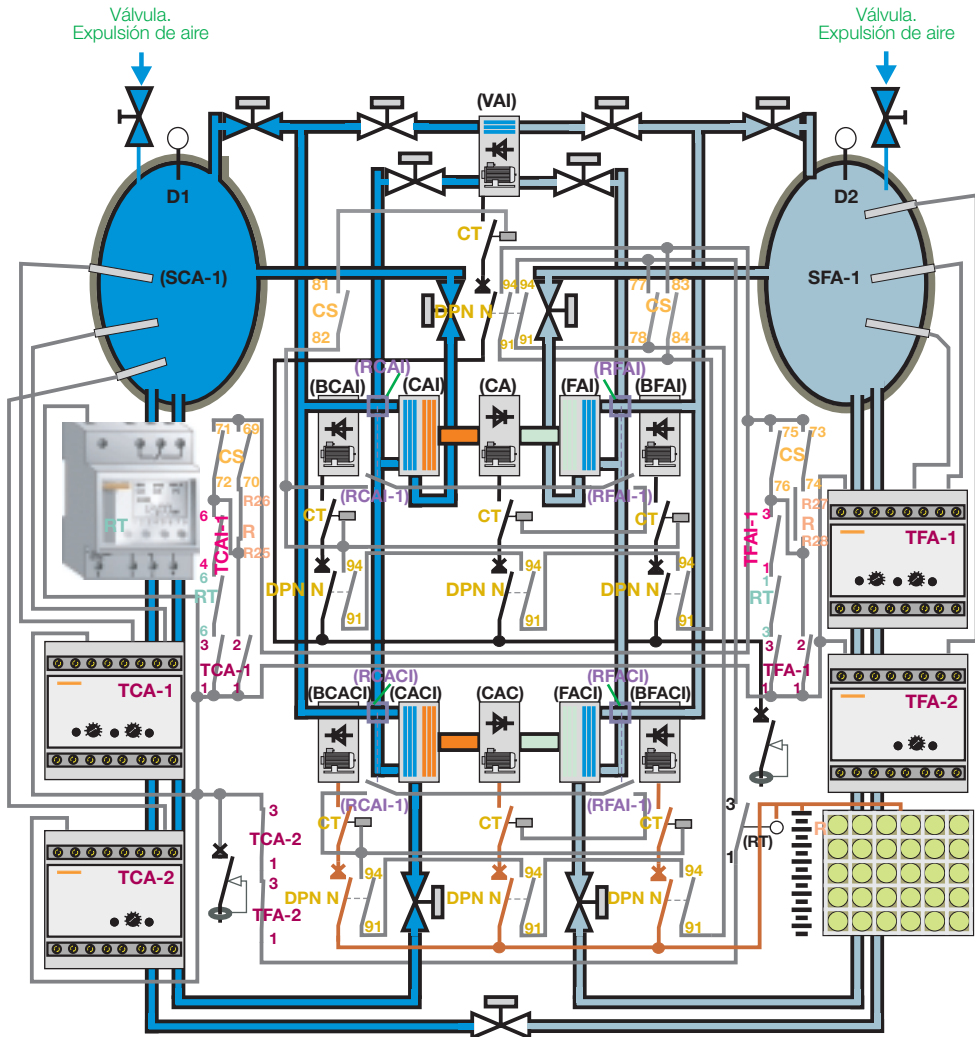 Válvula.
Expulsión de aire
Válvula.
Expulsión de aire
(VAI)
D1
D2
CT
(SCA-1)
SFA-1
81
CS
82
DPN N
94
94
91
91
77
83
CS
78
84
(RCAI)
(RFAI)
(BCAI)
(CAI)
(CA)
(FAI)
(BFAI)
71
69
CS
72
70
R26
R
R25
6
TCAI-1
4
RT
6
RT
6
3
2
TCA-1
1
1
75
73
CS
76
74
R27
R
R28
3
TFAI-1
1
1
RT
3
3
2
TFA-1
1
1
(RCAI-1)
(RFAI-1)
CT
CT
CT
DPN N
94
91
DPN N
94
91
DPN N
94
91
TFA-1
TCA-1
TFA-2
(RCACI)
(RFACI)
(BCACI)
(CACI)
(CAC)
(FACI)
(BFACI)
(RCAI-1)
(RFAI-1)
CT
CT
CT
3
TCA-2
1
3
TFA-2
1
3
(RT)
1
R
TCA-2
DPN N
94
91
DPN N
94
91
DPN N
94
91